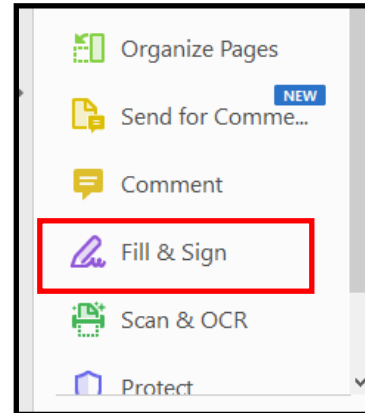 Organize Pages
NEW
Send for Comme...
Comment
Fill & Sign
Scan & OCR
Protect